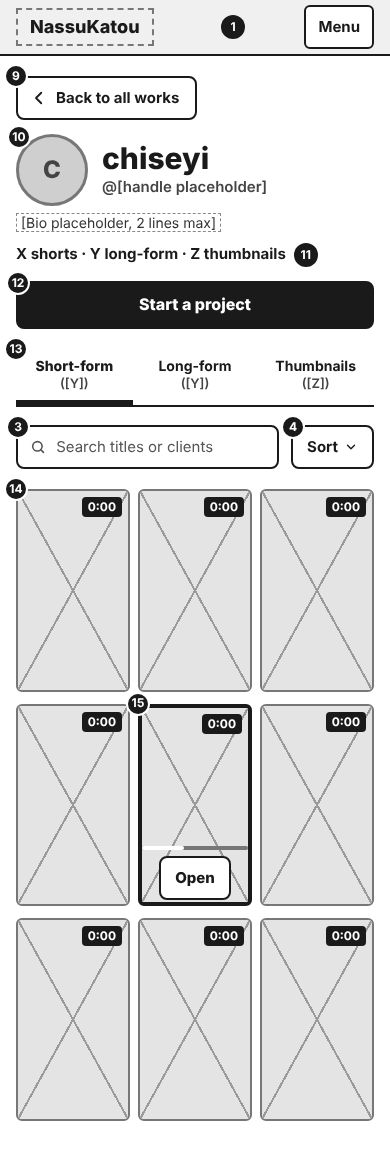 NassuKatou
1
Menu
9
Back to all works
10
C
chiseyi
@[handle placeholder]
[Bio placeholder, 2 lines max]
X shorts · Y long-form · Z thumbnails 11
12
Start a project
13
Short-form Long-form Thumbnails
([Y]) ([Y]) ([Z])
3
4
Search titles or clients
Sort
14
0:00 0:00 0:00
15
0:00 0:00 0:00
Open
0:00 0:00 0:00